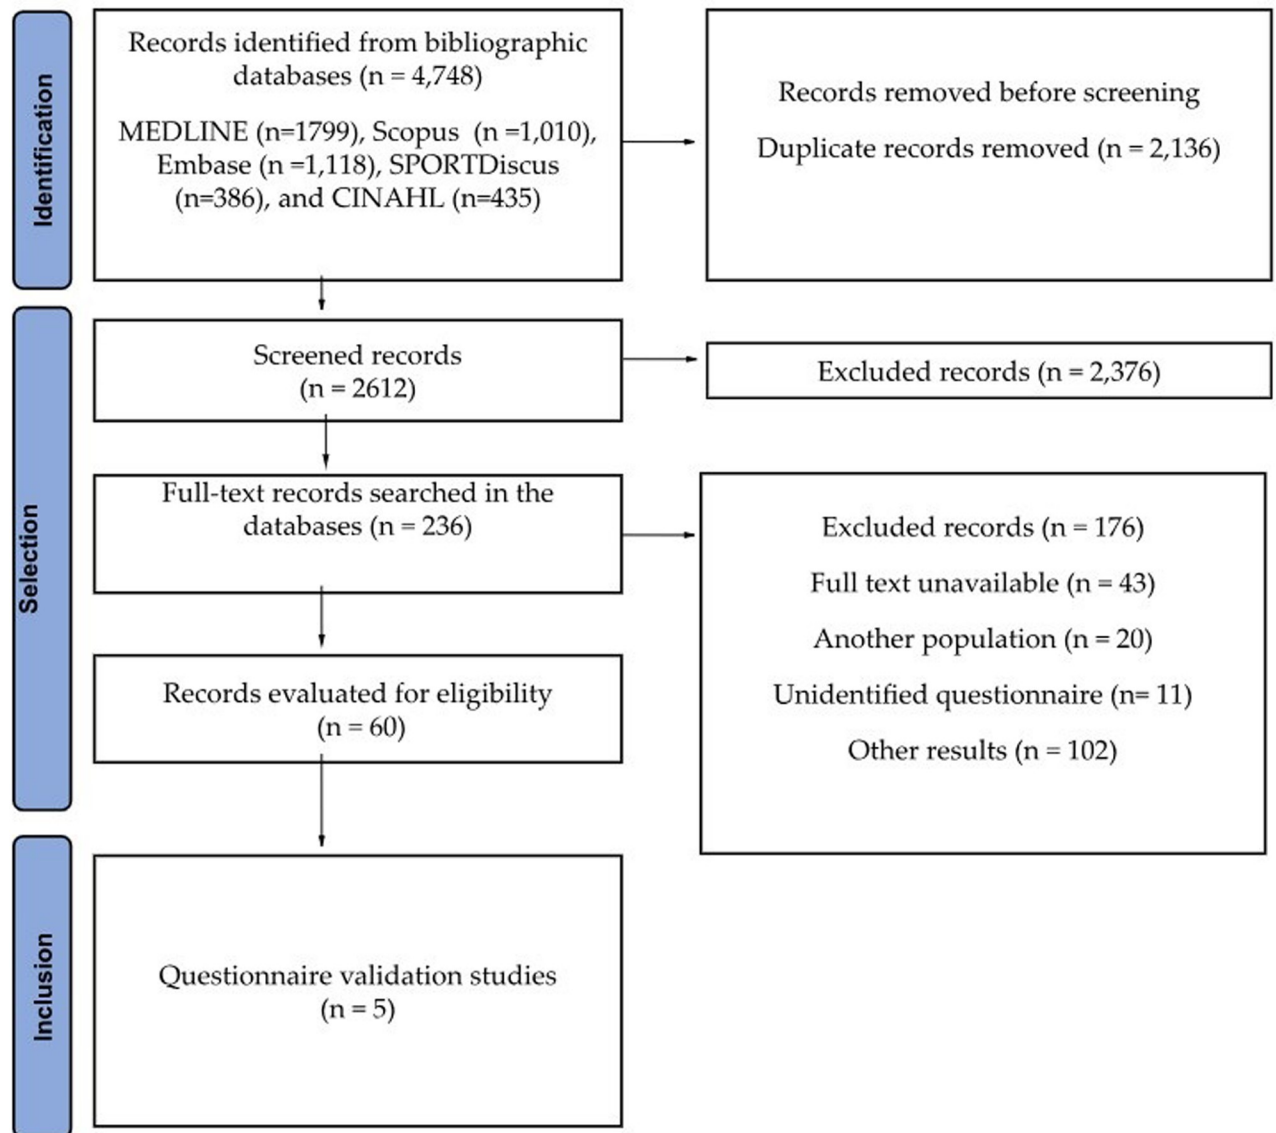 Identification
Records identified from bibliographic
databases (n = 4,748)
MEDLINE (n=1799), Scopus (n =1,010),
Embase (n =1,118), SPORTDiscus
(n=386), and CINAHL (n=435)
Records removed before screening
Duplicate records removed (n = 2,136)
Selection
Screened records
(n = 2612)
Excluded records (n = 2,376)
Full-text records searched in the
databases (n = 236)
Excluded records (n = 176)
Full text unavailable (n = 43)
Another population (n = 20)
Unidentified questionnaire (n= 11)
Other results (n = 102)
Records evaluated for eligibility
(n = 60)
Inclusion
Questionnaire validation studies
(n = 5)